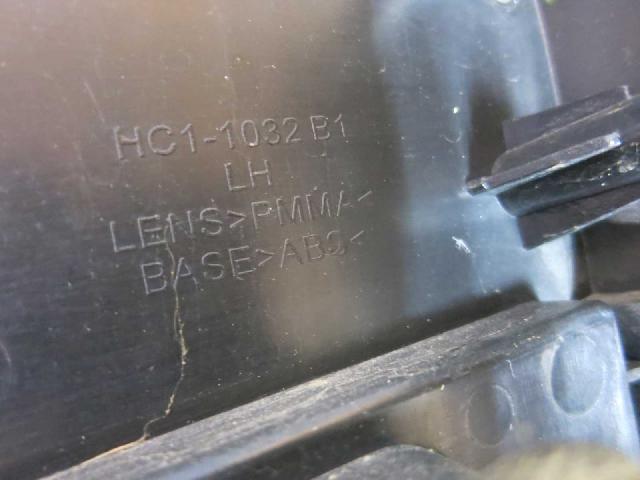 HC1-1032 B1
LH
LENS>PMMA<
BASE>ABS<